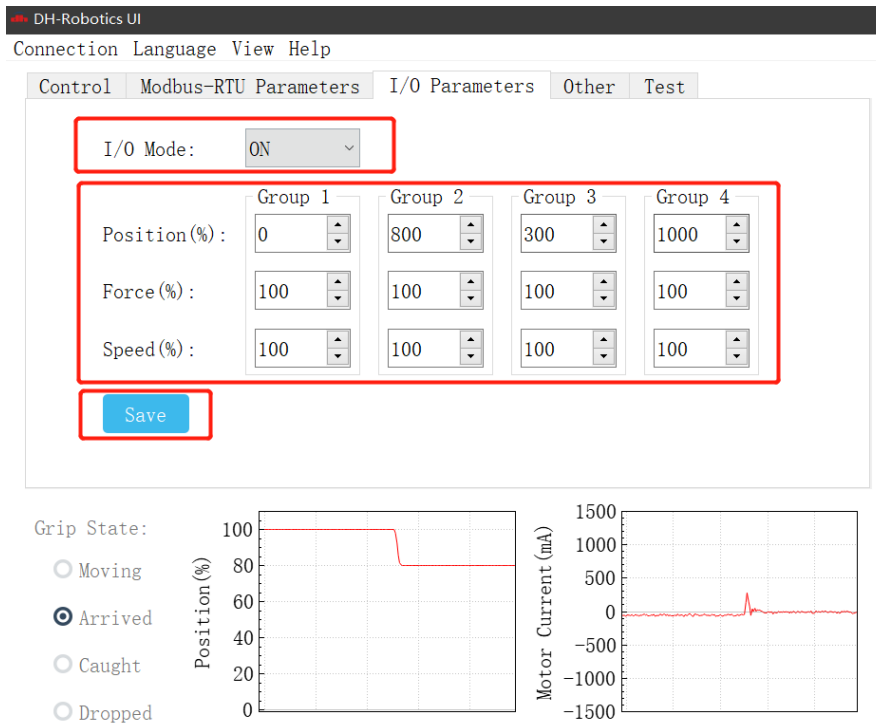 DH-Robotics UI
Connection Language View Help
Control Modbus-RTU Parameters I/O Parameters Other Test
I/O Mode: ON
Group 1 Group 2 Group 3 Group 4
Position(%): 0 800 300 1000
Force(%): 100 100 100 100
Speed(%): 100 100 100 100
Save
Grip State:
Moving
Arrived
Caught
Dropped
Position(%)
100
80
60
40
20
0
Motor Current(mA)
1500
1000
500
0
-500
-1000
-1500